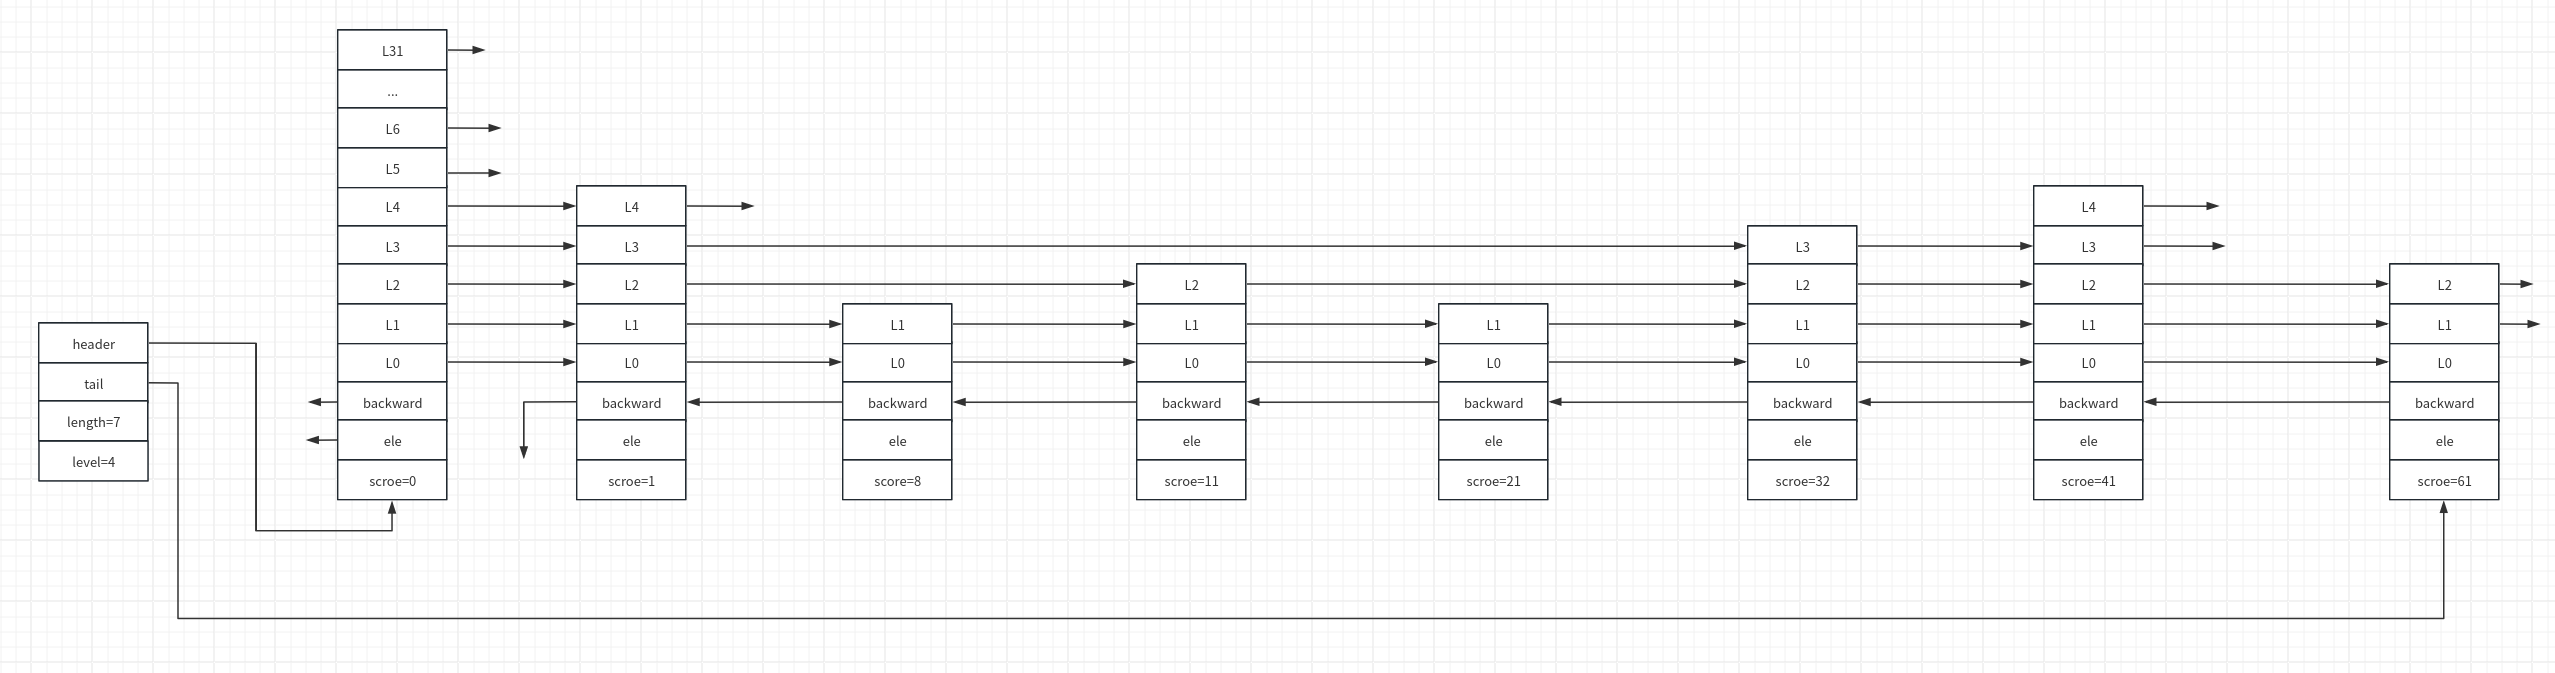 header
tail
length=7
level=4
L31
...
L6
L5
L4
L3
L2
L1
L0
backward
ele
scroe=0
L4
L3
L2
L1
L0
backward
ele
scroe=1
L1
L0
backward
ele
score=8
L2
L1
L0
backward
ele
scroe=11
L1
L0
backward
ele
scroe=21
L3
L2
L1
L0
backward
ele
scroe=32
L4
L3
L2
L1
L0
backward
ele
scroe=41
L2
L1
L0
backward
ele
scroe=61